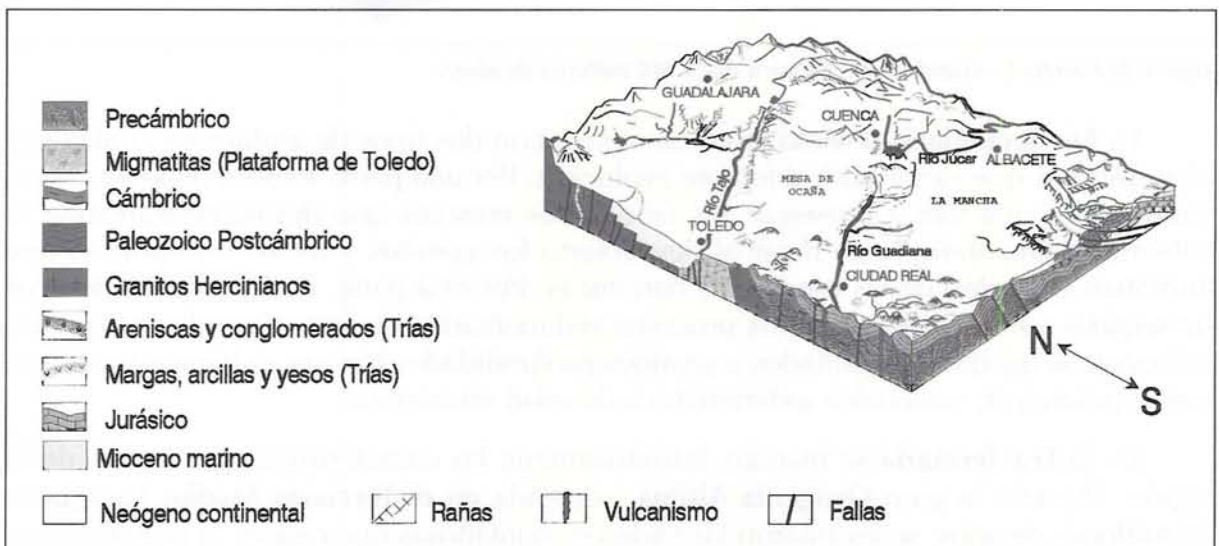 Precámbrico
Migmatitas (Plataforma de Toledo)
Cámbrico
Paleozoico Postcámbrico
Granitos Hercinianos
Areniscas y conglomerados (Trías)
Margas, arcillas y yesos (Trías)
Jurásico
Mioceno marino
Neógeno continental
Rañas
Vulcanismo
Fallas
GUADALAJARA
CUENCA
Río Júcar
ALBACETE
MESA DE
OCAÑA
LA MANCHA
Río Tajo
TOLEDO
Río Guadiana
CIUDAD REAL
N
S